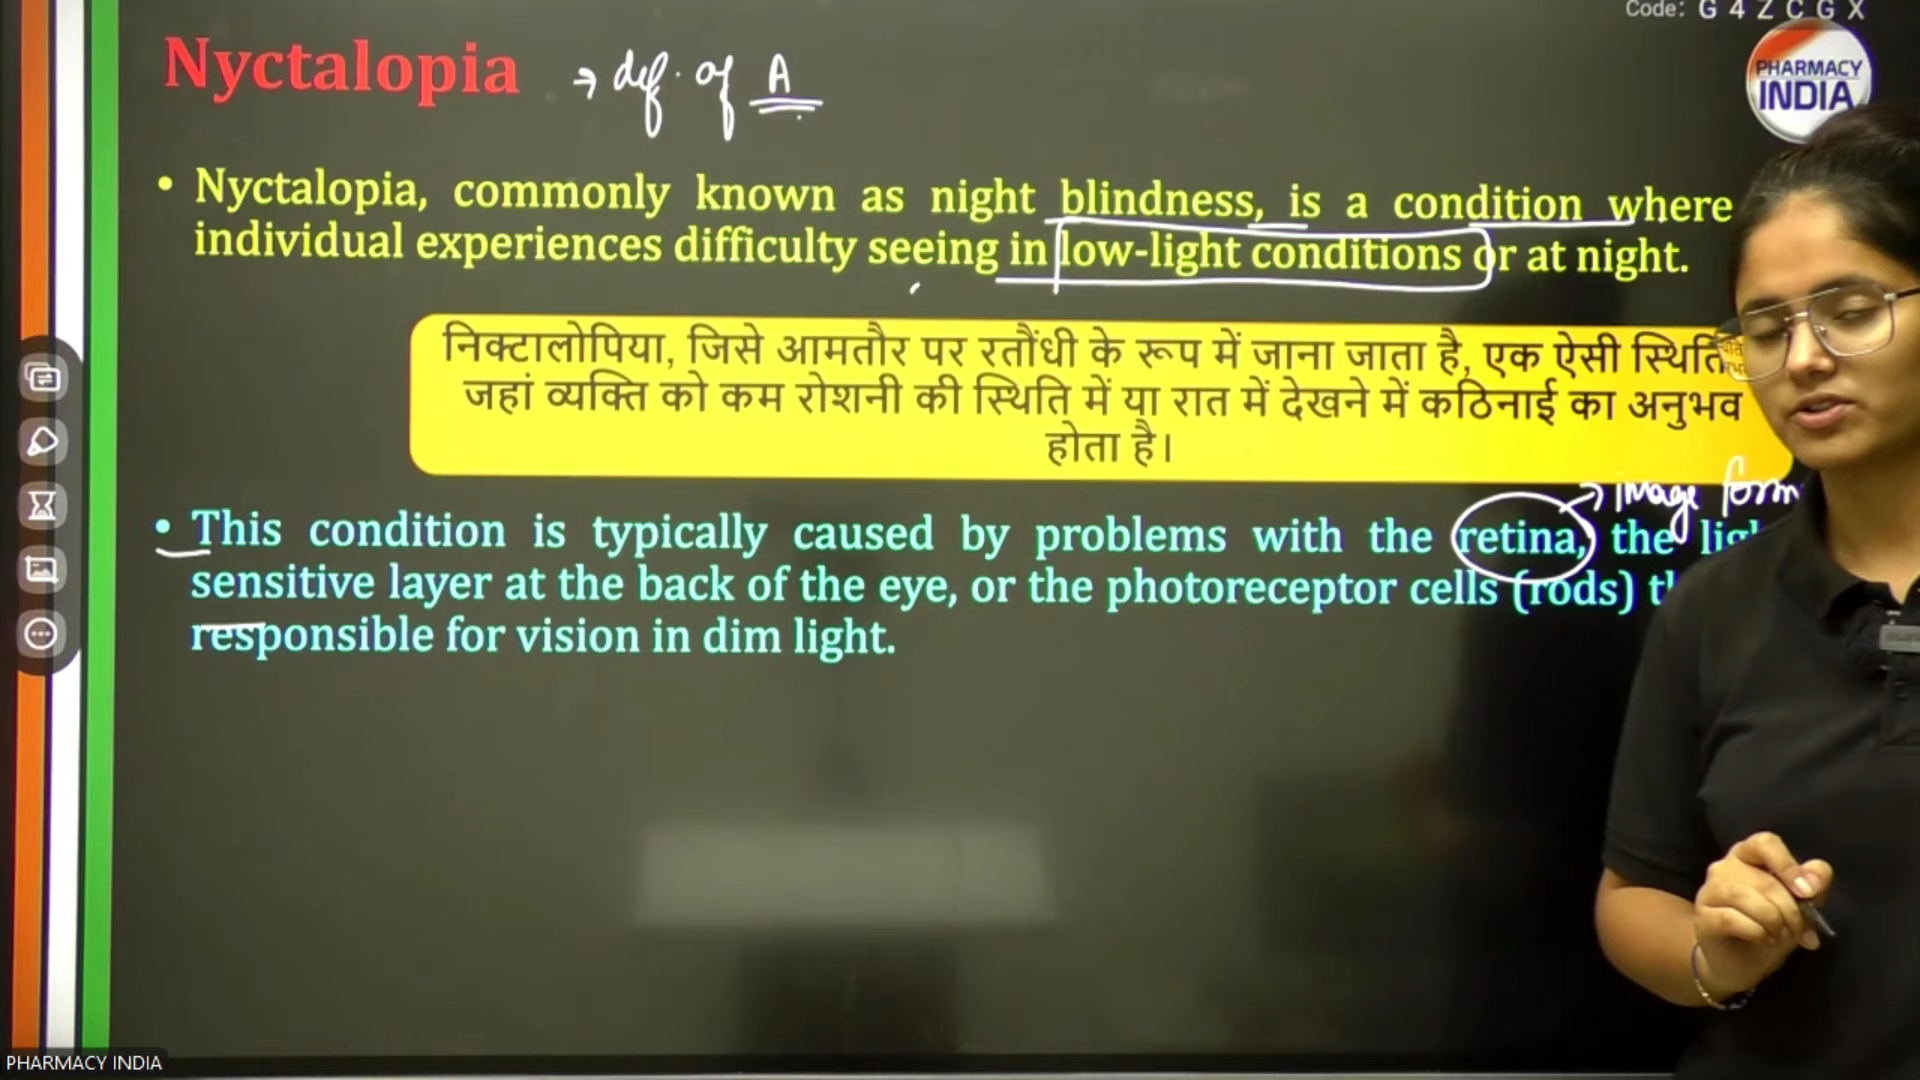 Code: G 4 Z C G X
Nyctalopia → def. of A
PHARMACY
INDIA
• Nyctalopia, commonly known as night blindness, is a condition where
individual experiences difficulty seeing in low-light conditions or at night.
निक्टालोपिया, जिसे आमतौर पर रतौंधी के रूप में जाना जाता है, एक ऐसी स्थिति
जहां व्यक्ति को कम रोशनी की स्थिति में या रात में देखने में कठिनाई का अनुभव
होता है।
→ image form
• This condition is typically caused by problems with the retina, the
sensitive layer at the back of the eye, or the photoreceptor cells (rods)
responsible for vision in dim light.
PHARMACY INDIA